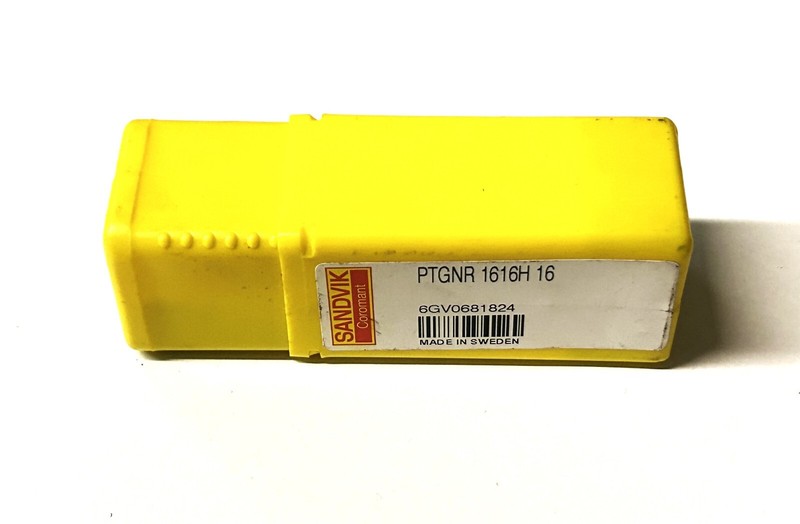 SANDVIK
Coromant
PTGNR 1616H 16
6GV0681824
MADE IN SWEDEN